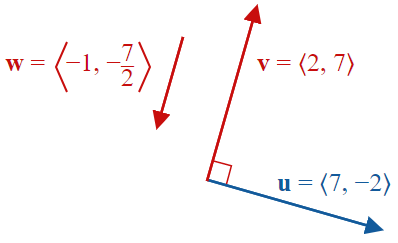 w = ⟨−1, −7/2⟩
v = ⟨2, 7⟩
u = ⟨7, −2⟩